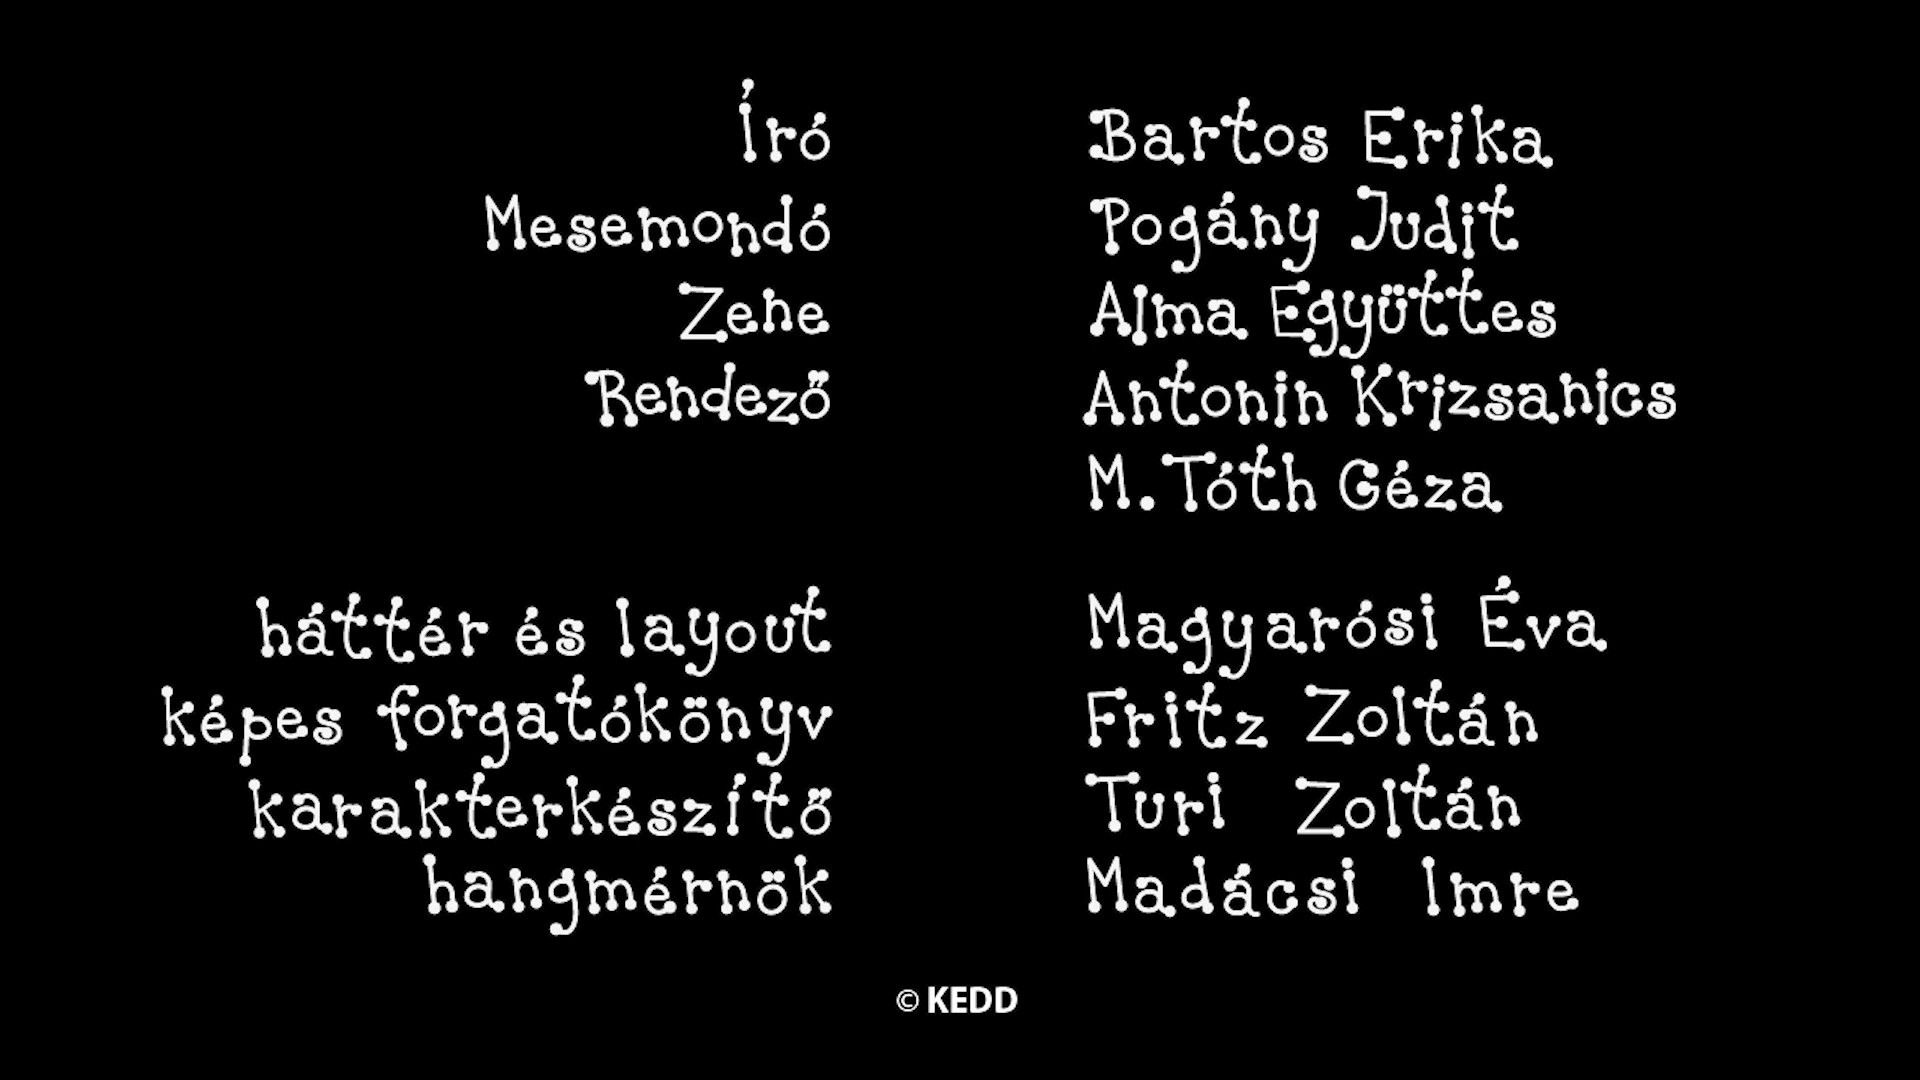 Író Bartos Erika
Mesemondó Pogány Judit
Zene Alma Együttes
Rendező Antonin Krizsanics
M. Tóth Géza
háttér és layout Magyarósi Éva
képes forgatókönyv Fritz Zoltán
karakterkészítő Turi Zoltán
hangmérnök Madácsi Imre
© KEDD